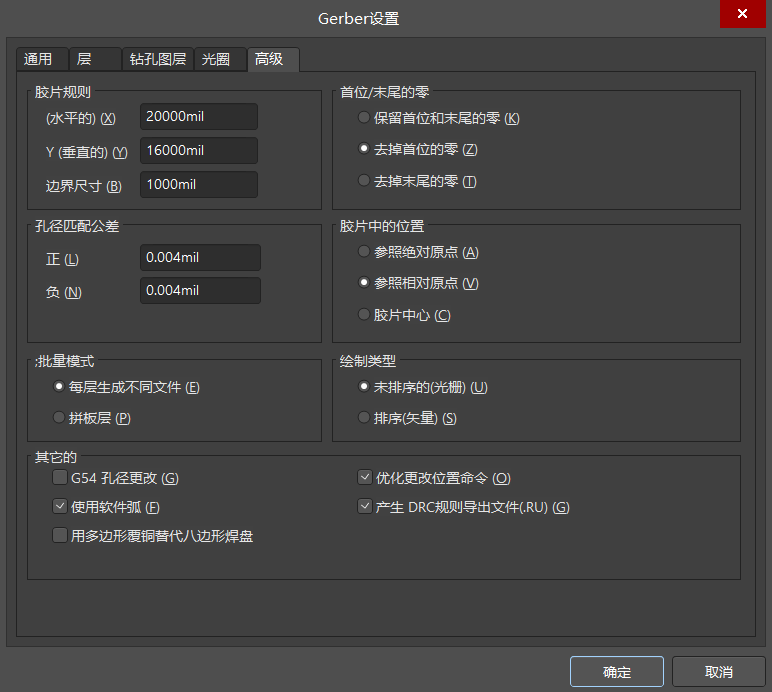 Gerber设置
通用 层 钻孔图层 光圈 高级
胶片规则
(水平的) (X) 20000mil
Y (垂直的) (Y) 16000mil
边界尺寸 (B) 1000mil
首位/末尾的零
保留首位和末尾的零 (K)
去掉首位的零 (Z)
去掉末尾的零 (T)
孔径匹配公差
正 (L) 0.004mil
负 (N) 0.004mil
胶片中的位置
参照绝对原点 (A)
参照相对原点 (V)
胶片中心 (C)
批量模式
每层生成不同文件 (E)
拼板层 (P)
绘制类型
未排序的(光栅) (U)
排序(矢量) (S)
其它的
G54 孔径更改 (G)
使用软件弧 (F)
用多边形覆铜替代八边形焊盘
优化更改位置命令 (O)
产生 DRC规则导出文件(.RU) (G)
确定 取消